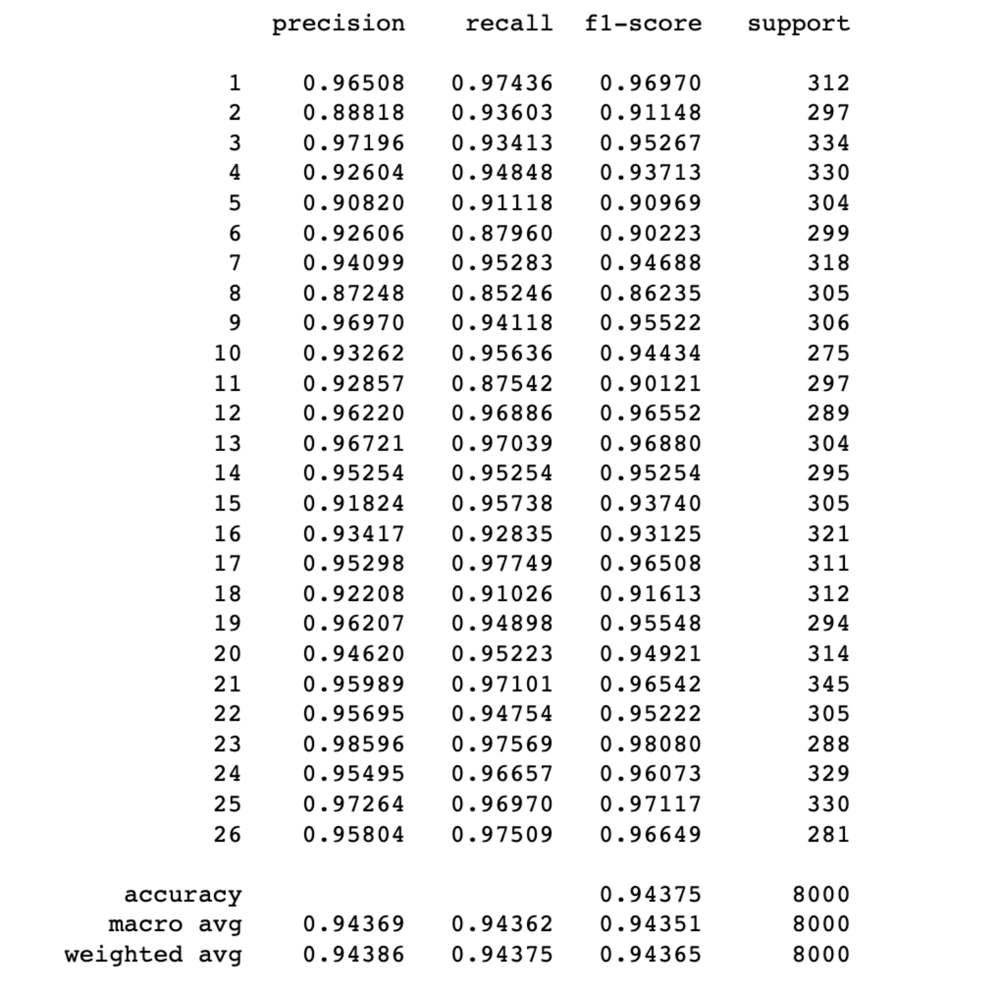 precision recall f1-score support
1 0.96508 0.97436 0.96970 312
2 0.88818 0.93603 0.91148 297
3 0.97196 0.93413 0.95267 334
4 0.92604 0.94848 0.93713 330
5 0.90820 0.91118 0.90969 304
6 0.92606 0.87960 0.90223 299
7 0.94099 0.95283 0.94688 318
8 0.87248 0.85246 0.86235 305
9 0.96970 0.94118 0.95522 306
10 0.93262 0.95636 0.94434 275
11 0.92857 0.87542 0.90121 297
12 0.96220 0.96886 0.96552 289
13 0.96721 0.97039 0.96880 304
14 0.95254 0.95254 0.95254 295
15 0.91824 0.95738 0.93740 305
16 0.93417 0.92835 0.93125 321
17 0.95298 0.97749 0.96508 311
18 0.92208 0.91026 0.91613 312
19 0.96207 0.94898 0.95548 294
20 0.94620 0.95223 0.94921 314
21 0.95989 0.97101 0.96542 345
22 0.95695 0.94754 0.95222 305
23 0.98596 0.97569 0.98080 288
24 0.95495 0.96657 0.96073 329
25 0.97264 0.96970 0.97117 330
26 0.95804 0.97509 0.96649 281
accuracy 0.94375 8000
macro avg 0.94369 0.94362 0.94351 8000
weighted avg 0.94386 0.94375 0.94365 8000